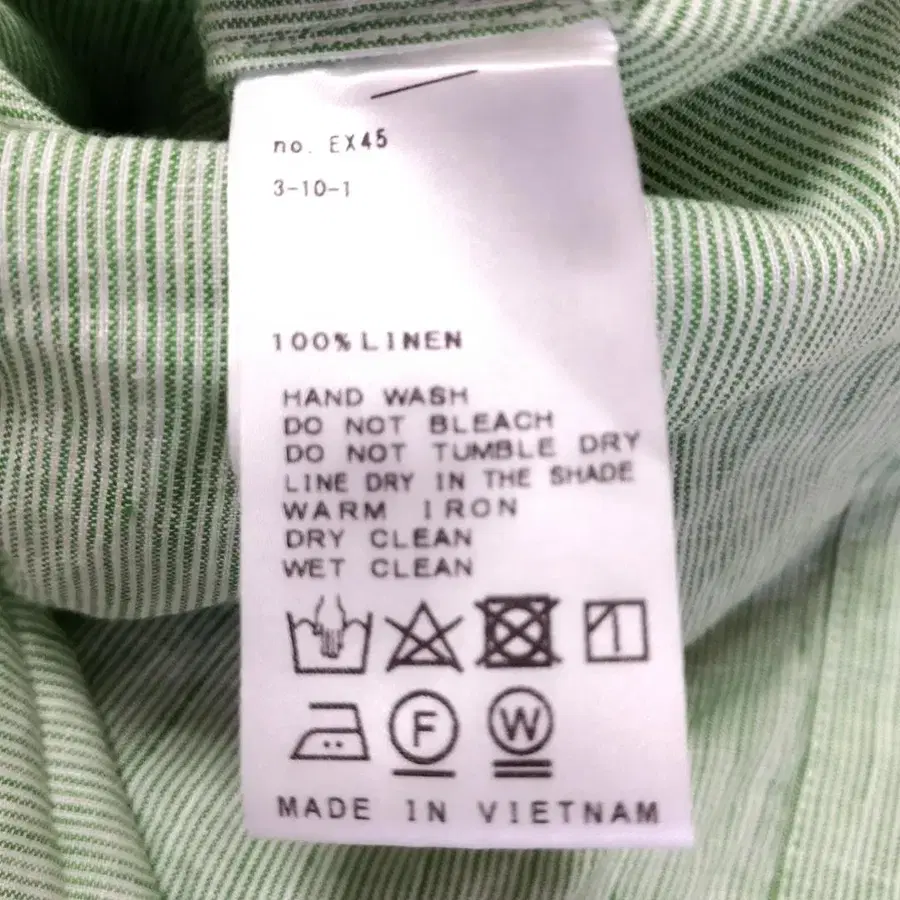 no. EX45
3-10-1
100% LINEN
HAND WASH
DO NOT BLEACH
DO NOT TUMBLE DRY
LINE DRY IN THE SHADE
WARM IRON
DRY CLEAN
WET CLEAN
F W
MADE IN VIETNAM